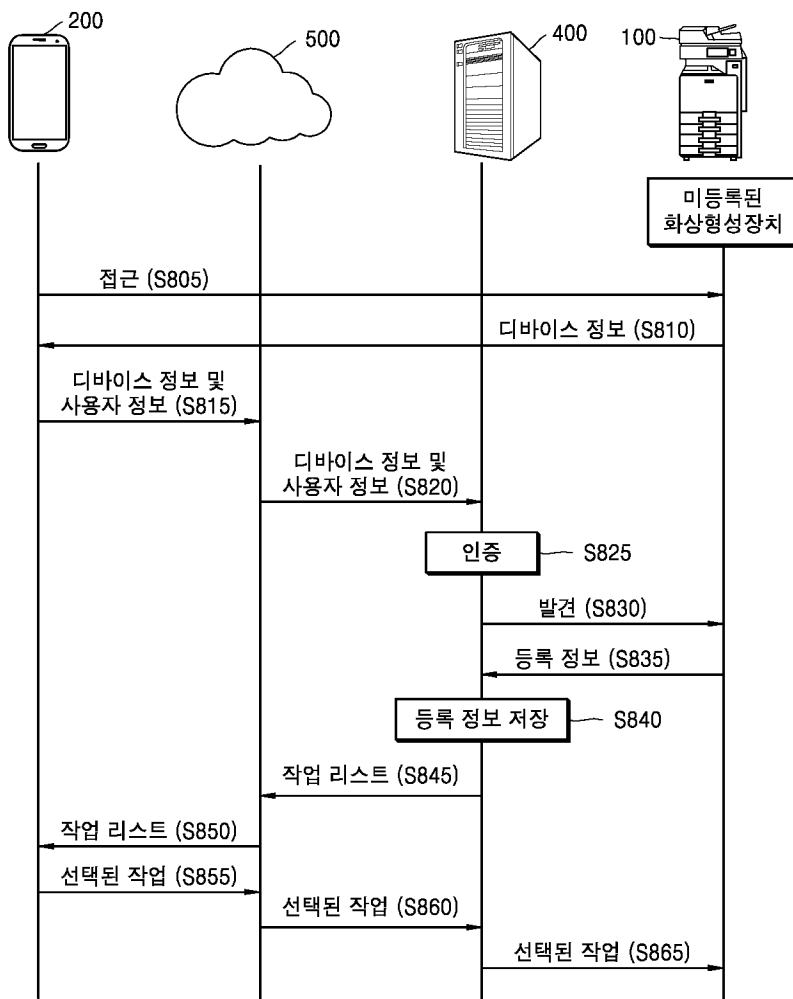 200
500
400
100
미등록된
화상형성장치
접근 (S805)
디바이스 정보 (S810)
디바이스 정보 및
사용자 정보 (S815)
디바이스 정보 및
사용자 정보 (S820)
인증
S825
발견 (S830)
등록 정보 (S835)
등록 정보 저장
S840
작업 리스트 (S845)
작업 리스트 (S850)
선택된 작업 (S855)
선택된 작업 (S860)
선택된 작업 (S865)